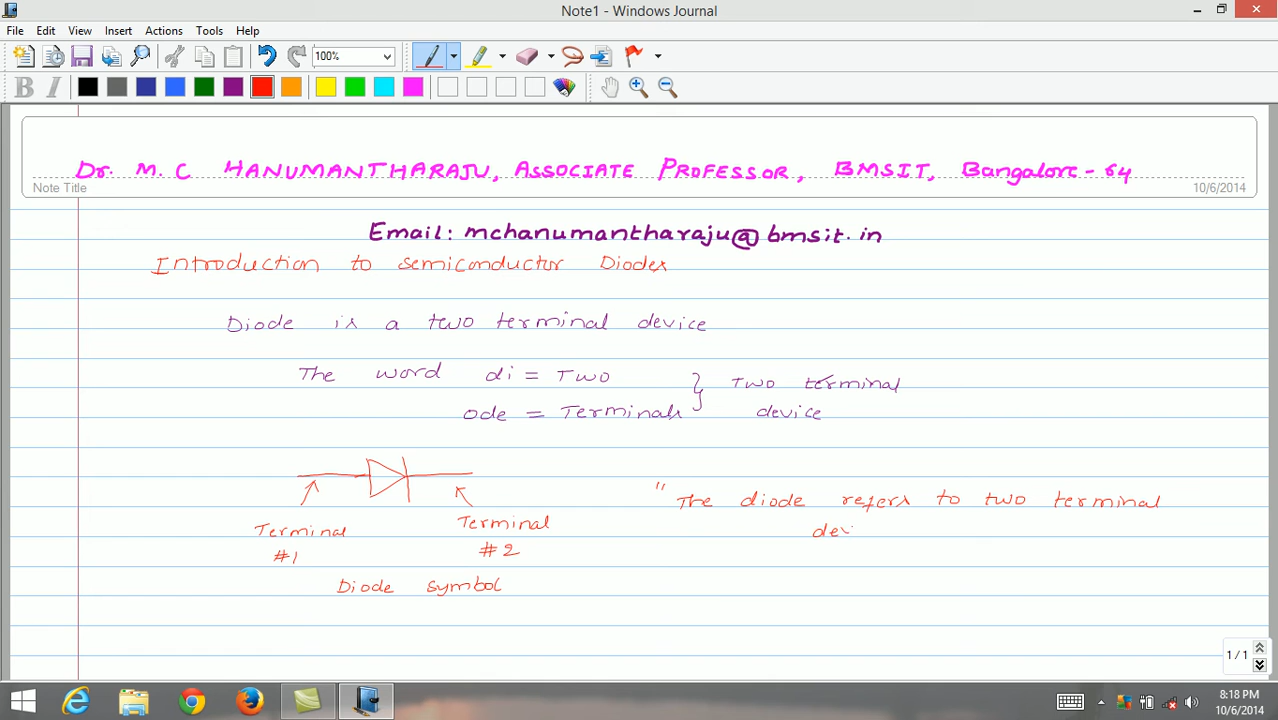 Note1 - Windows Journal
File Edit View Insert Actions Tools Help
100%
B I
Dr. M. C HANUMANTHARAJU, ASSOCIATE PROFESSOR, BMSIT, Bangalore - 64
Note Title
10/6/2014
Email: mchanumantharaju@bmsit.in
Introduction to semiconductor Diodes
Diode is a two terminal device
The word di = Two } Two terminal
ode = Terminals device
"The diode refers to two terminal
devi
Terminal #1
Terminal #2
Diode symbol
1 / 1
8:18 PM
10/6/2014